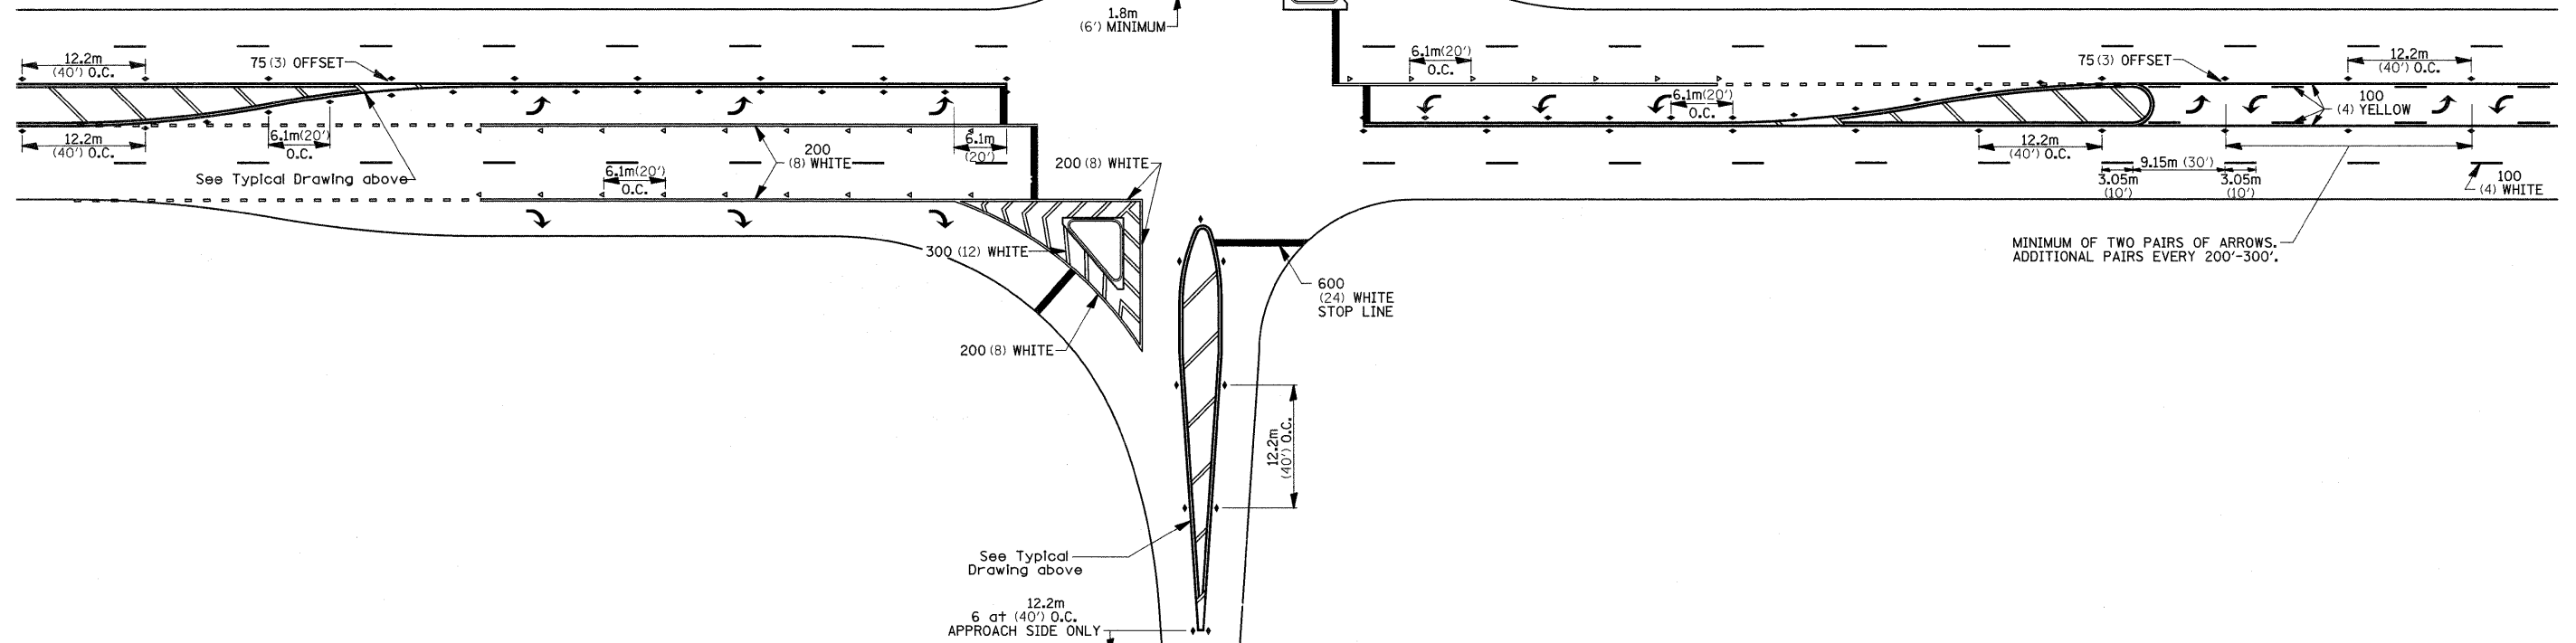 1.8m
(6') MINIMUM
12.2m
(40') O.C.
75 (3) OFFSET
6.1m(20')
O.C.
75 (3) OFFSET
12.2m
(40') O.C.
6.1m(20')
O.C.
100
(4) YELLOW
12.2m
(40') O.C.
6.1m(20')
O.C.
200
(8) WHITE
6.1m
(20')
200 (8) WHITE
12.2m
(40') O.C.
9.15m (30')
3.05m
(10')
3.05m
(10')
100
(4) WHITE
See Typical Drawing above
6.1m(20')
O.C.
300 (12) WHITE
MINIMUM OF TWO PAIRS OF ARROWS.
ADDITIONAL PAIRS EVERY 200'-300'.
600
(24) WHITE
STOP LINE
200 (8) WHITE
12.2m
(40') O.C.
See Typical
Drawing above
12.2m
6 at (40') O.C.
APPROACH SIDE ONLY